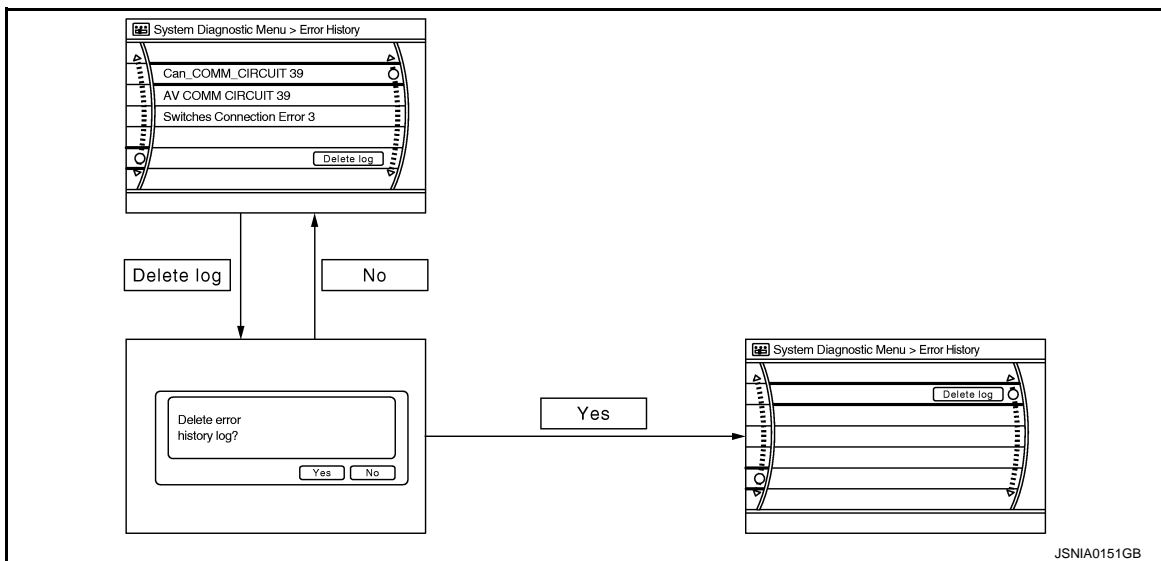 System Diagnostic Menu > Error History
Can_COMM_CIRCUIT 39
AV COMM CIRCUIT 39
Switches Connection Error 3
Delete log
Delete log
No
Delete error
history log?
Yes
No
Yes
System Diagnostic Menu > Error History
Delete log
JSNIA0151GB